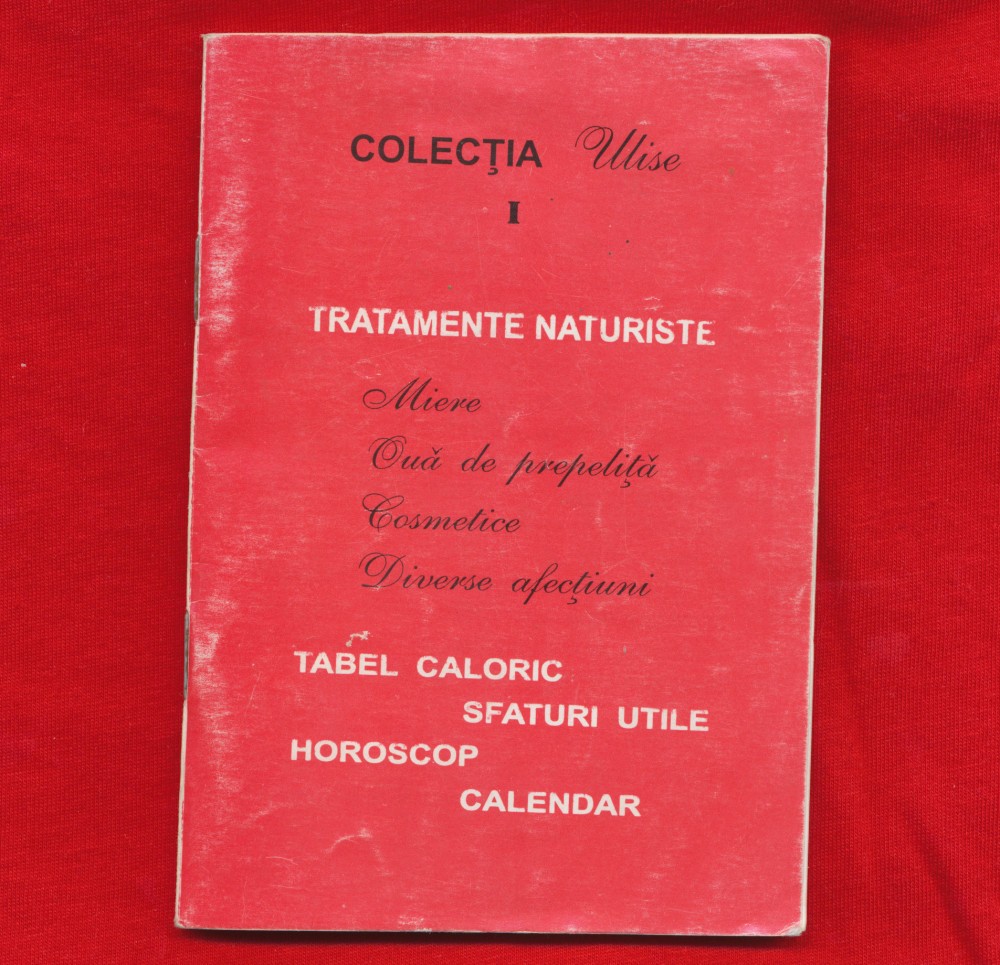 COLECŢIA Ulise
I
TRATAMENTE NATURISTE
Miere
Ouă de prepeliţă
Cosmetice
Diverse afecţiuni
TABEL CALORIC
SFATURI UTILE
HOROSCOP
CALENDAR